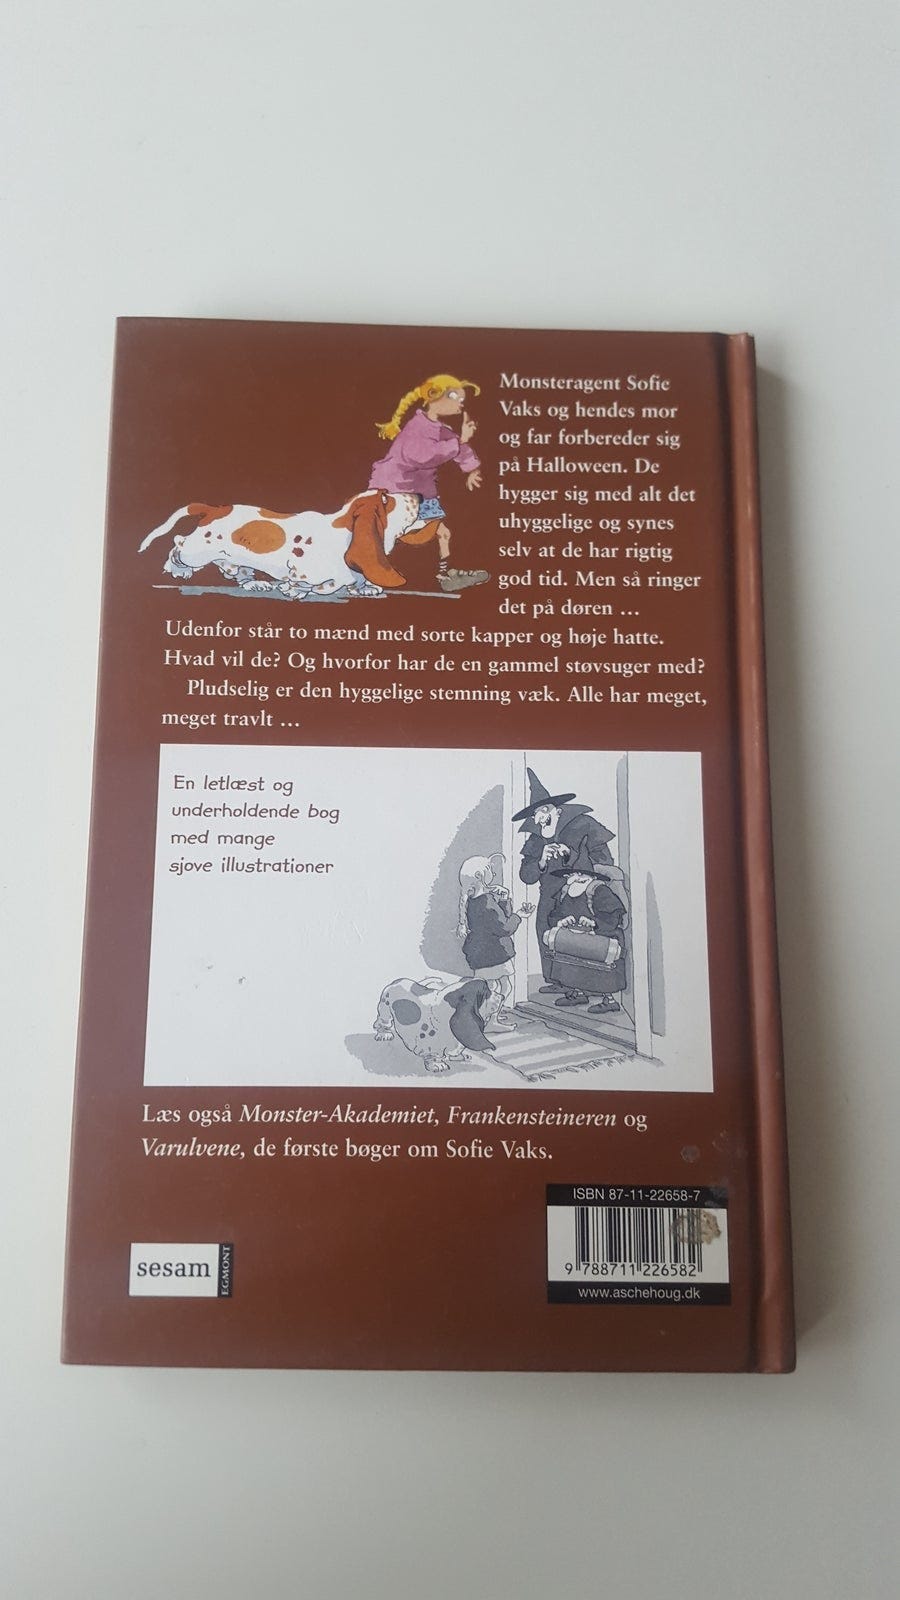 Monsteragent Sofie
Vaks og hendes mor
og far forbereder sig
på Halloween. De
hygger sig med alt det
uhyggelige og synes
selv at de har rigtig
god tid. Men så ringer
det på døren ...
Udenfor står to mænd med sorte kapper og høje hatte.
Hvad vil de? Og hvorfor har de en gammel støvsuger med?
Pludselig er den hyggelige stemning væk. Alle har meget,
meget travlt ...
En letlæst og
underholdende bog
med mange
sjove illustrationer
Læs også Monster-Akademiet, Frankensteineren og
Varulvene, de første bøger om Sofie Vaks.
ISBN 87-11-22658-7
9 788711 226582
www.aschehoug.dk
sesam
EGMONT